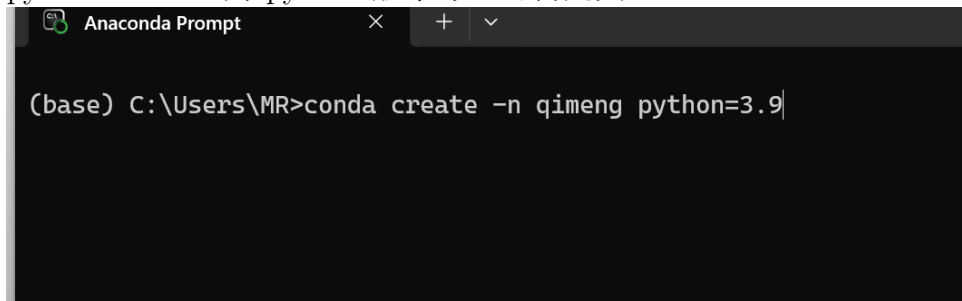 Anaconda Prompt
(base) C:\Users\MR>conda create -n qimeng python=3.9